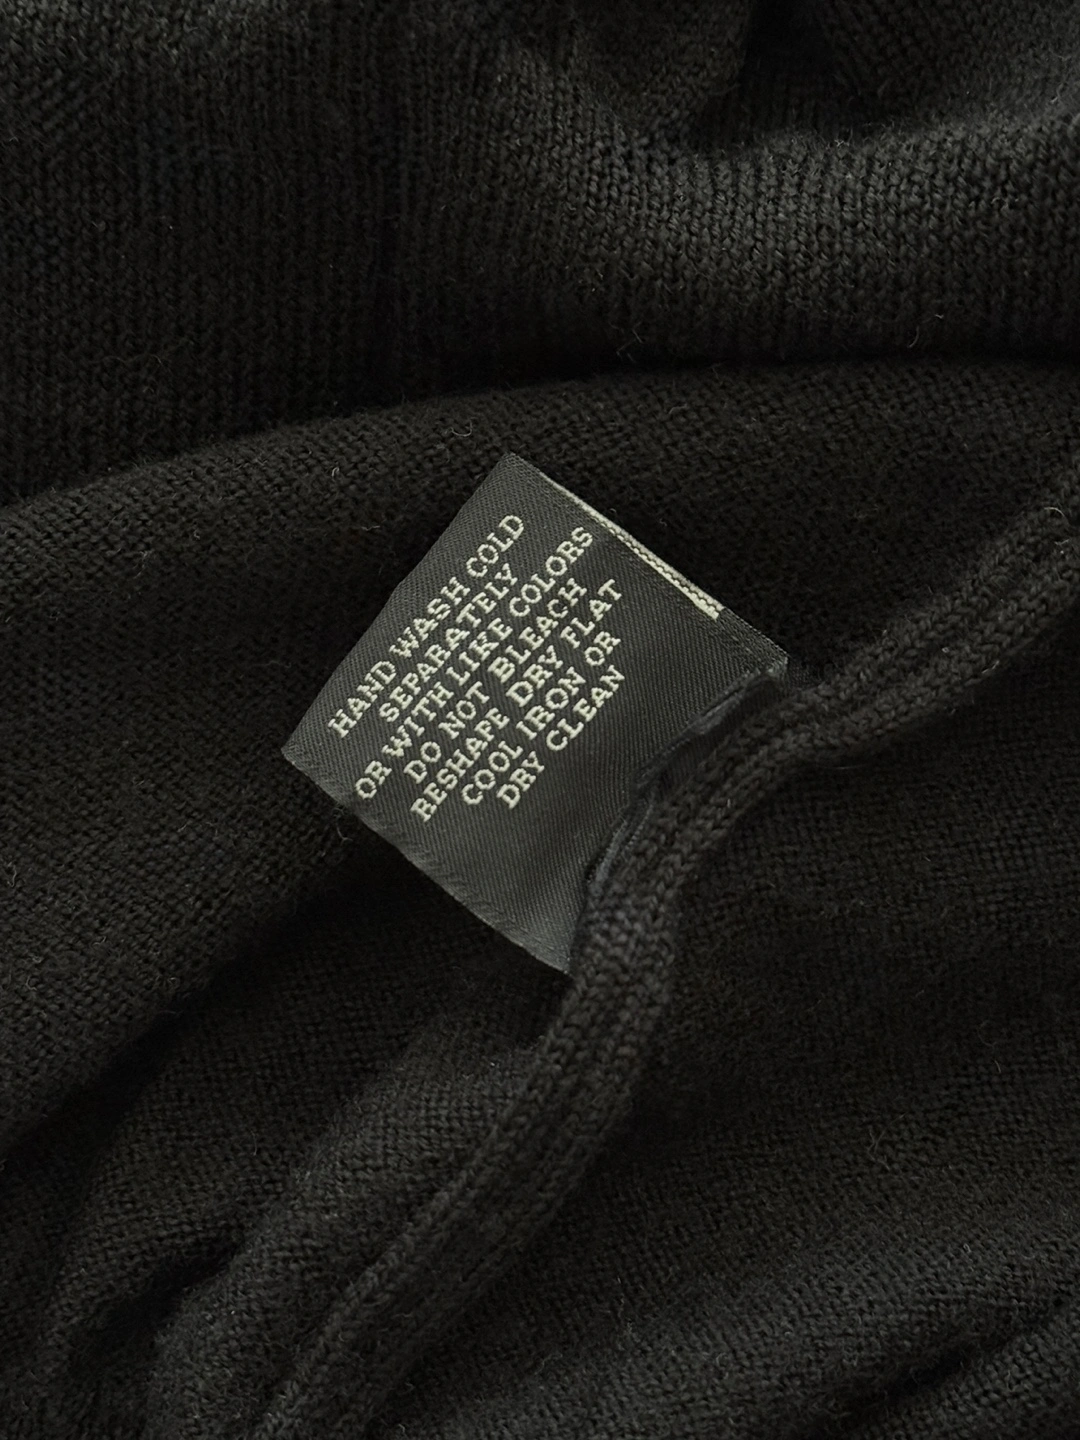 HAND WASH COLD
SEPARATELY
OR WITH LIKE COLORS
DO NOT BLEACH
RESHAPE DRY FLAT
COOL IRON OR
DRY CLEAN